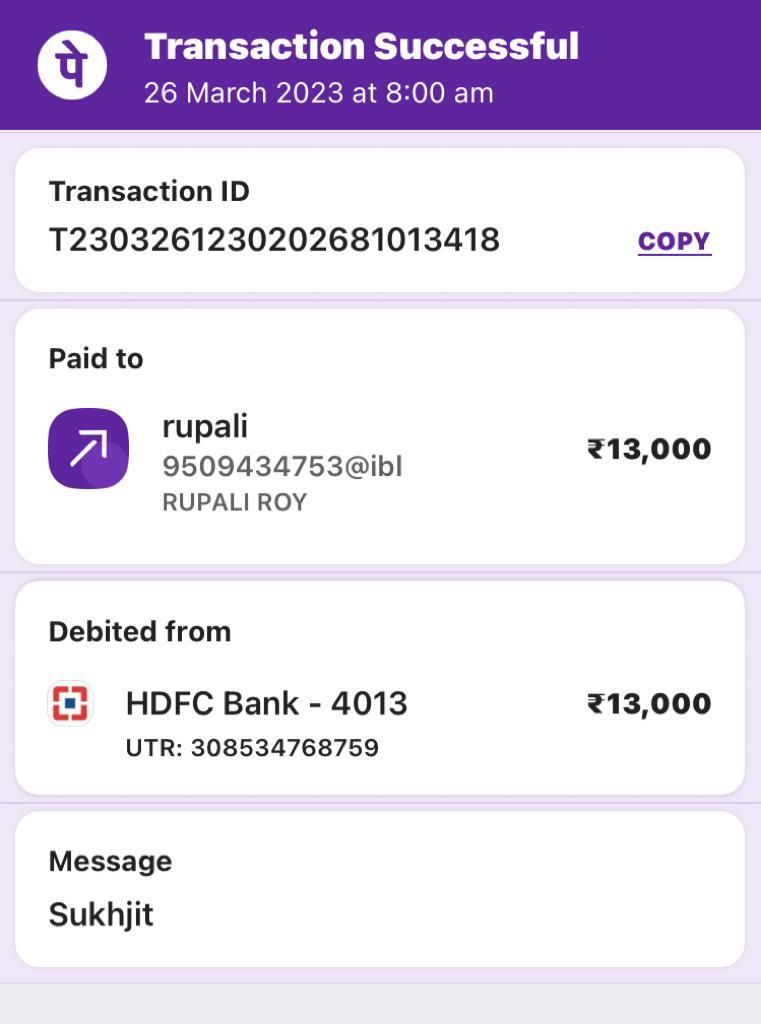 पे
Transaction Successful
26 March 2023 at 8:00 am
Transaction ID
T2303261230202681013418
COPY
Paid to
rupali
₹13,000
9509434753@ibl
RUPALI ROY
Debited from
HDFC Bank - 4013
₹13,000
UTR: 308534768759
Message
Sukhjit